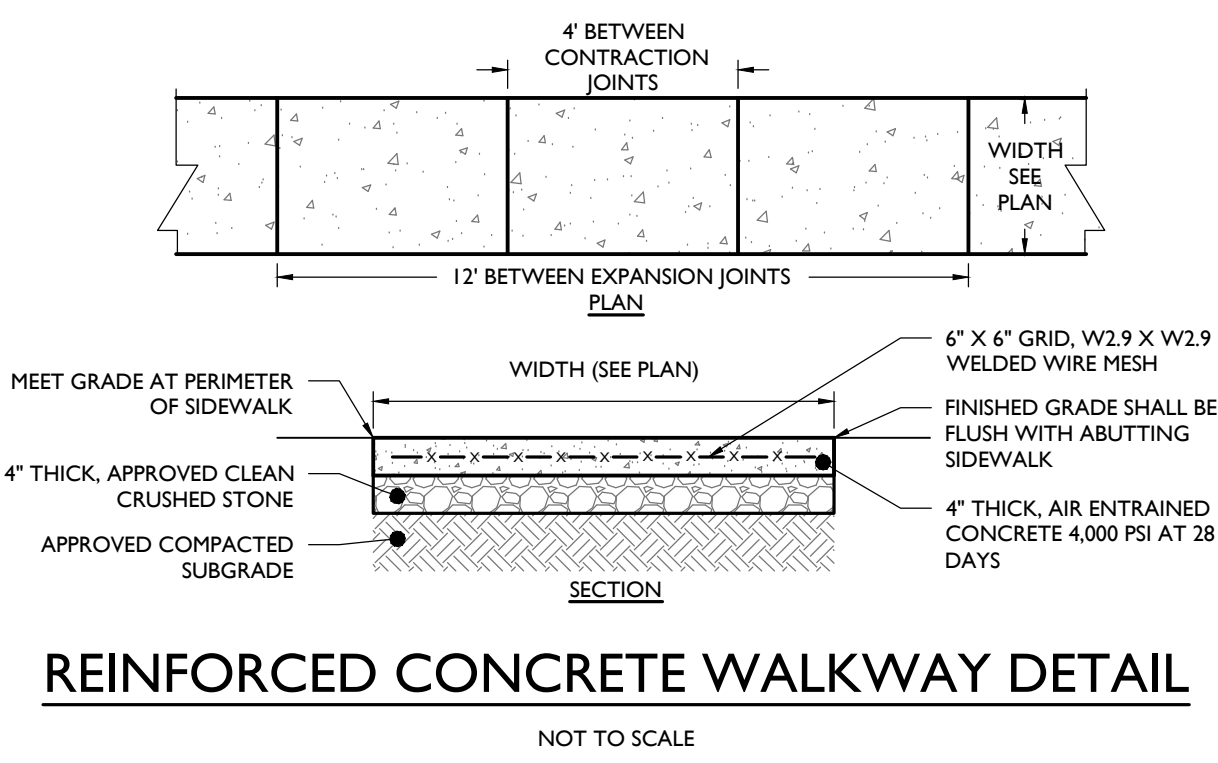 4' BETWEEN
CONTRACTION
JOINTS
WIDTH
SEE
PLAN
12' BETWEEN EXPANSION JOINTS
PLAN
WIDTH (SEE PLAN)
MEET GRADE AT PERIMETER
OF SIDEWALK
4" THICK, APPROVED CLEAN
CRUSHED STONE
APPROVED COMPACTED
SUBGRADE
6" X 6" GRID, W2.9 X W2.9
WELDED WIRE MESH
FINISHED GRADE SHALL BE
FLUSH WITH ABUTTING
SIDEWALK
4" THICK, AIR ENTRAINED
CONCRETE 4,000 PSI AT 28
DAYS
X X X X X X X X X
SECTION
REINFORCED CONCRETE WALKWAY DETAIL
NOT TO SCALE